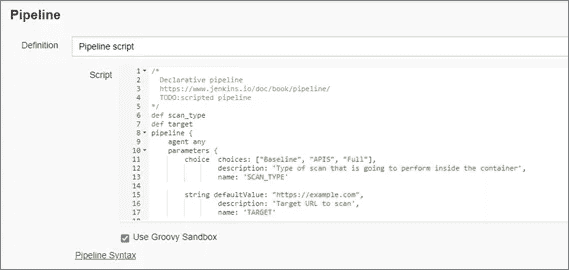 Pipeline
Definition
Pipeline script
Script
1 /*
2 Declarative pipeline
3 https://www.jenkins.io/doc/book/pipeline/
4 TODO:scripted pipeline
5 */
6 def scan_type
7 def target
8 pipeline {
9 agent any
10 parameters {
11 choice choices: ["Baseline", "APIS", "Full"],
12 description: 'Type of scan that is going to perform inside the container',
13 name: 'SCAN_TYPE'
14
15 string defaultValue: "https://example.com",
16 description: 'Target URL to scan',
17 name: 'TARGET'
Use Groovy Sandbox
Pipeline Syntax